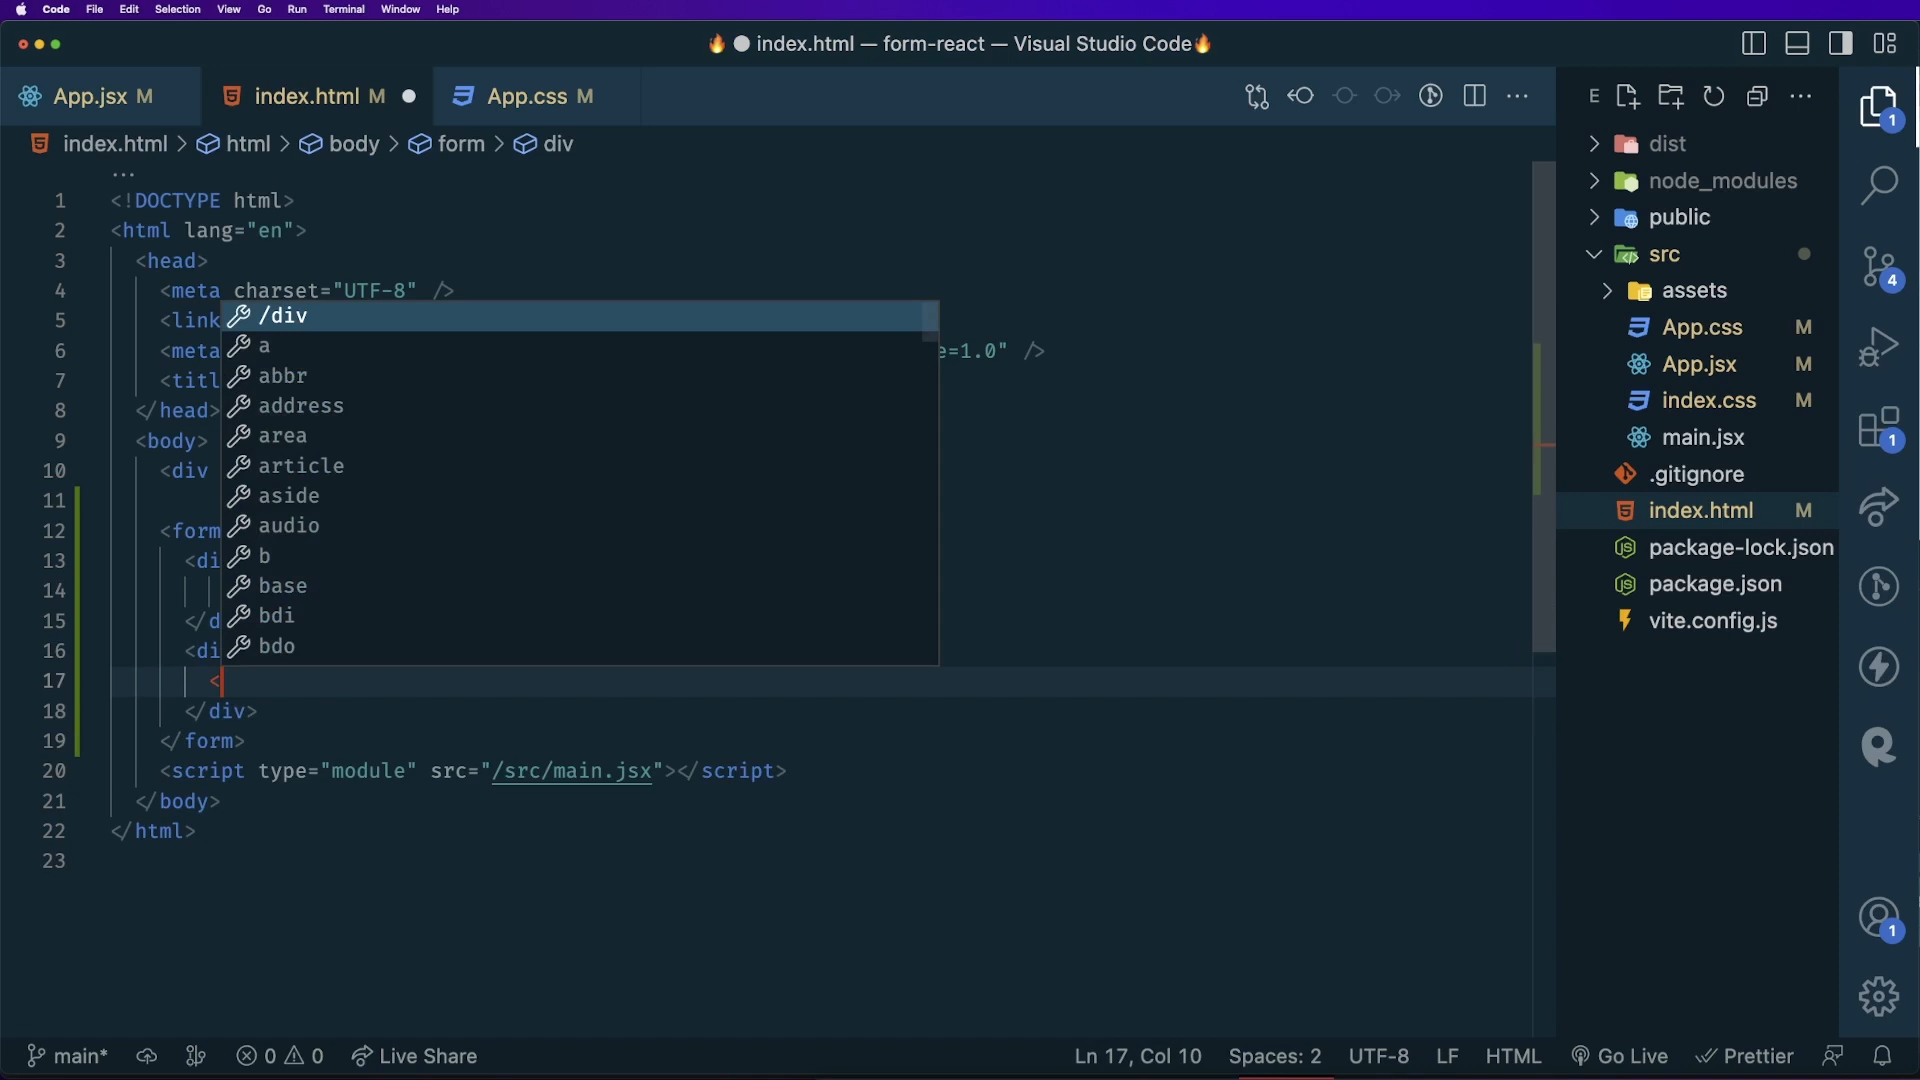 Code File Edit Selection View Go Run Terminal Window Help
index.html — form-react — Visual Studio Code
App.jsx M index.html M App.css M
index.html > html > body > form > div
...
1 <!DOCTYPE html>
2 <html lang="en">
3 <head>
4 <meta charset="UTF-8" />
5 <link
6 <meta e=1.0" />
7 <titl
8 </head>
9 <body>
10 <div
11
12 <form
13 <di
14
15 </d
16 <di
17 <
18 </div>
19 </form>
20 <script type="module" src="/src/main.jsx"></script>
21 </body>
22 </html>
23
/div
a
abbr
address
area
article
aside
audio
b
base
bdi
bdo
E
dist
node_modules
public
src
assets
App.css M
App.jsx M
index.css M
main.jsx
.gitignore
index.html M
package-lock.json
package.json
vite.config.js
1
4
1
1
main* 0 0 Live Share Ln 17, Col 10 Spaces: 2 UTF-8 LF HTML Go Live Prettier